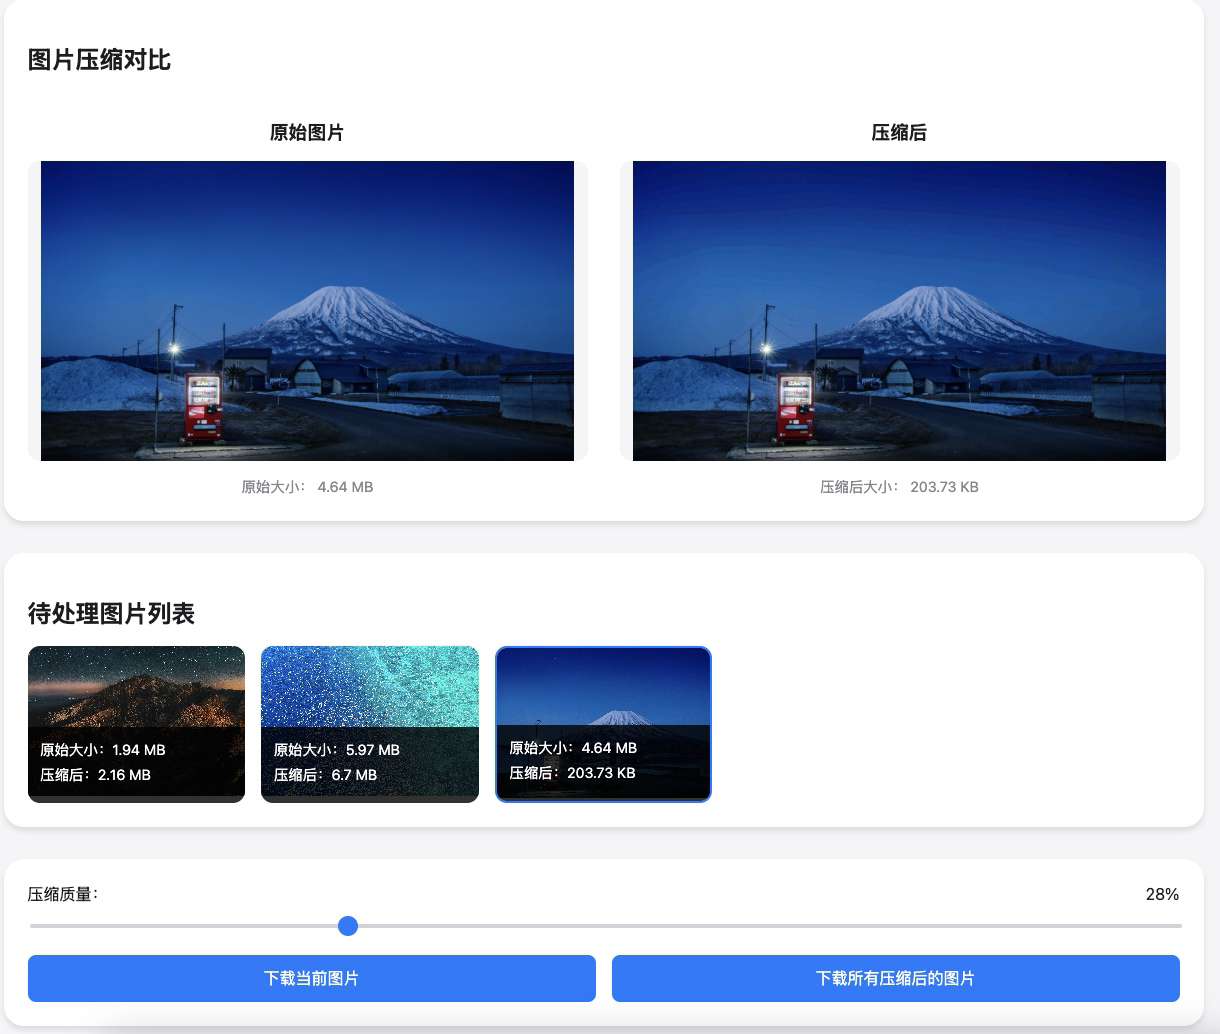 图片压缩对比
原始图片
压缩后
原始大小： 4.64 MB
压缩后大小： 203.73 KB
待处理图片列表
原始大小：1.94 MB
压缩后：2.16 MB
原始大小：5.97 MB
压缩后：6.7 MB
原始大小：4.64 MB
压缩后：203.73 KB
压缩质量：
28%
下载当前图片
下载所有压缩后的图片